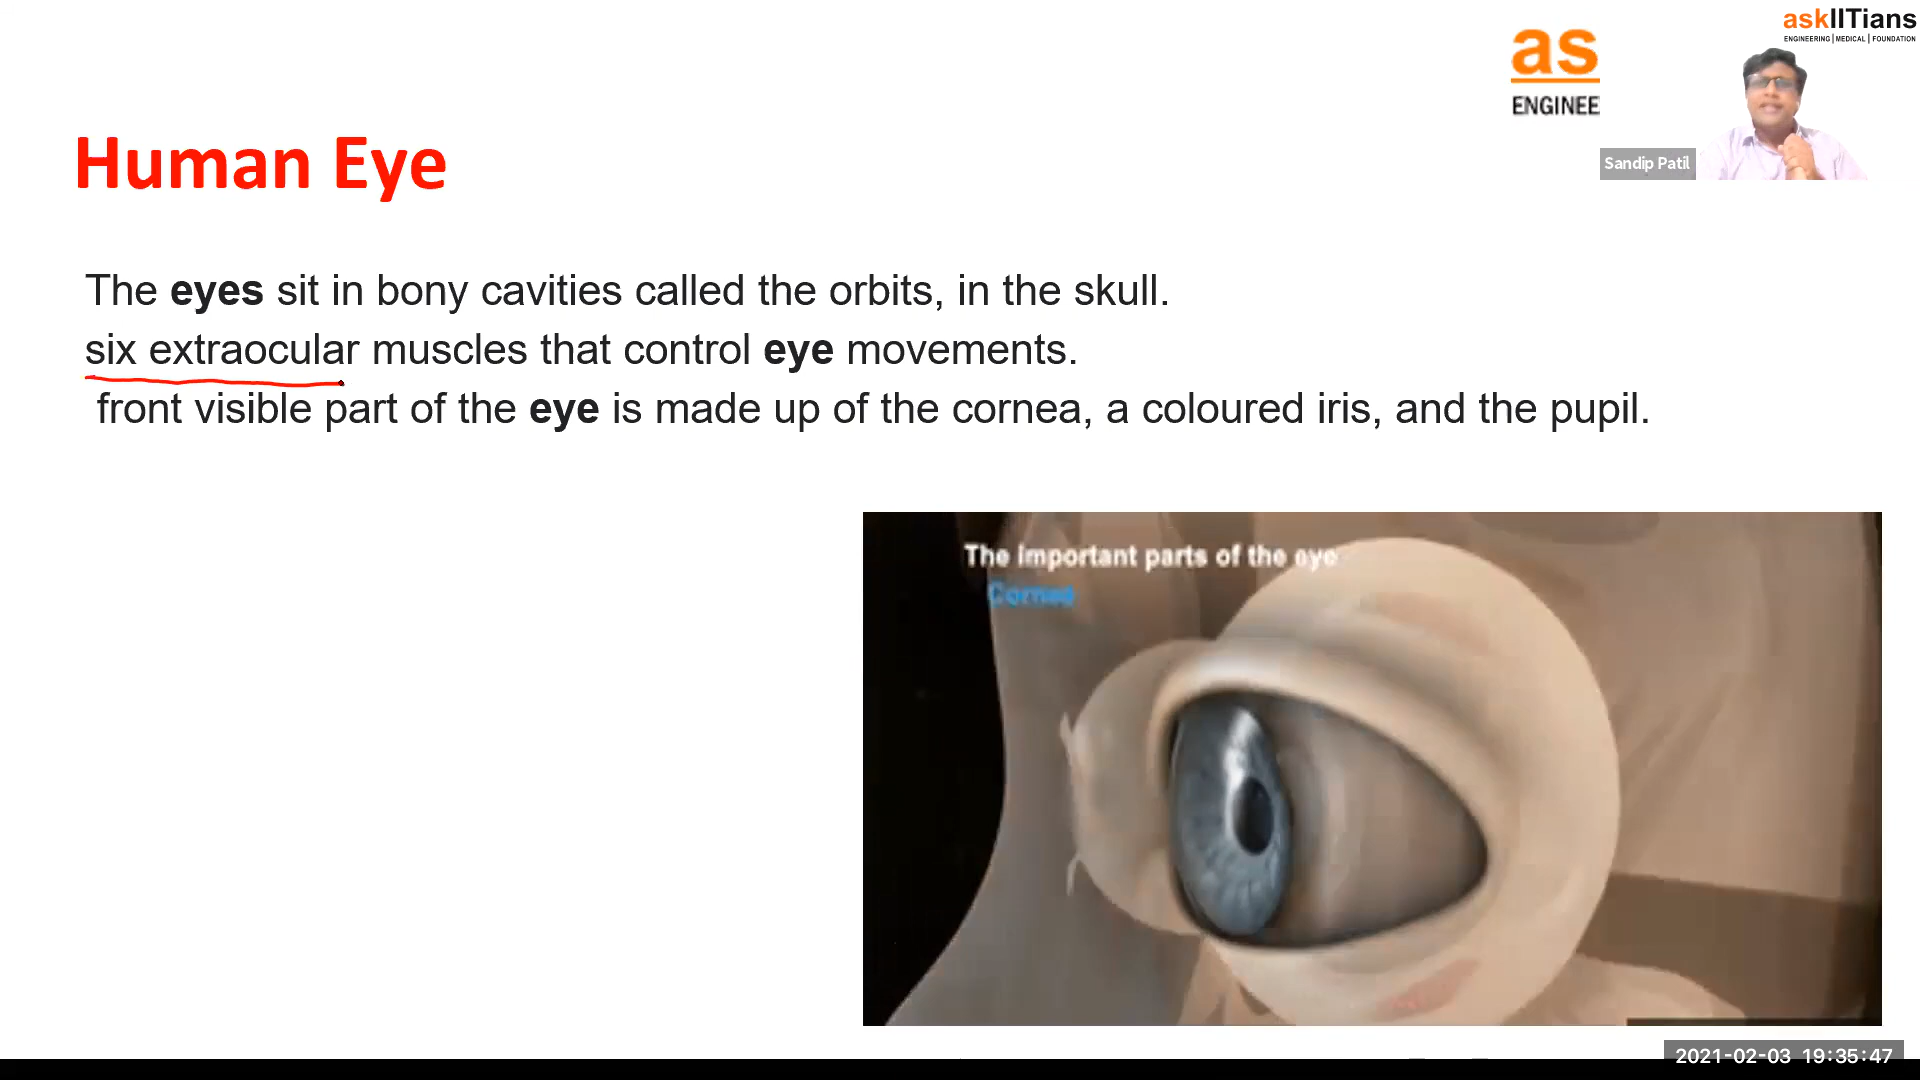 askIITians
ENGINEERING | MEDICAL | FOUNDATION
as
ENGINEE
Sandip Patil
Human Eye
The eyes sit in bony cavities called the orbits, in the skull.
six extraocular muscles that control eye movements.
front visible part of the eye is made up of the cornea, a coloured iris, and the pupil.
The important parts of the eye
Cornea
2021-02-03 19:35:47